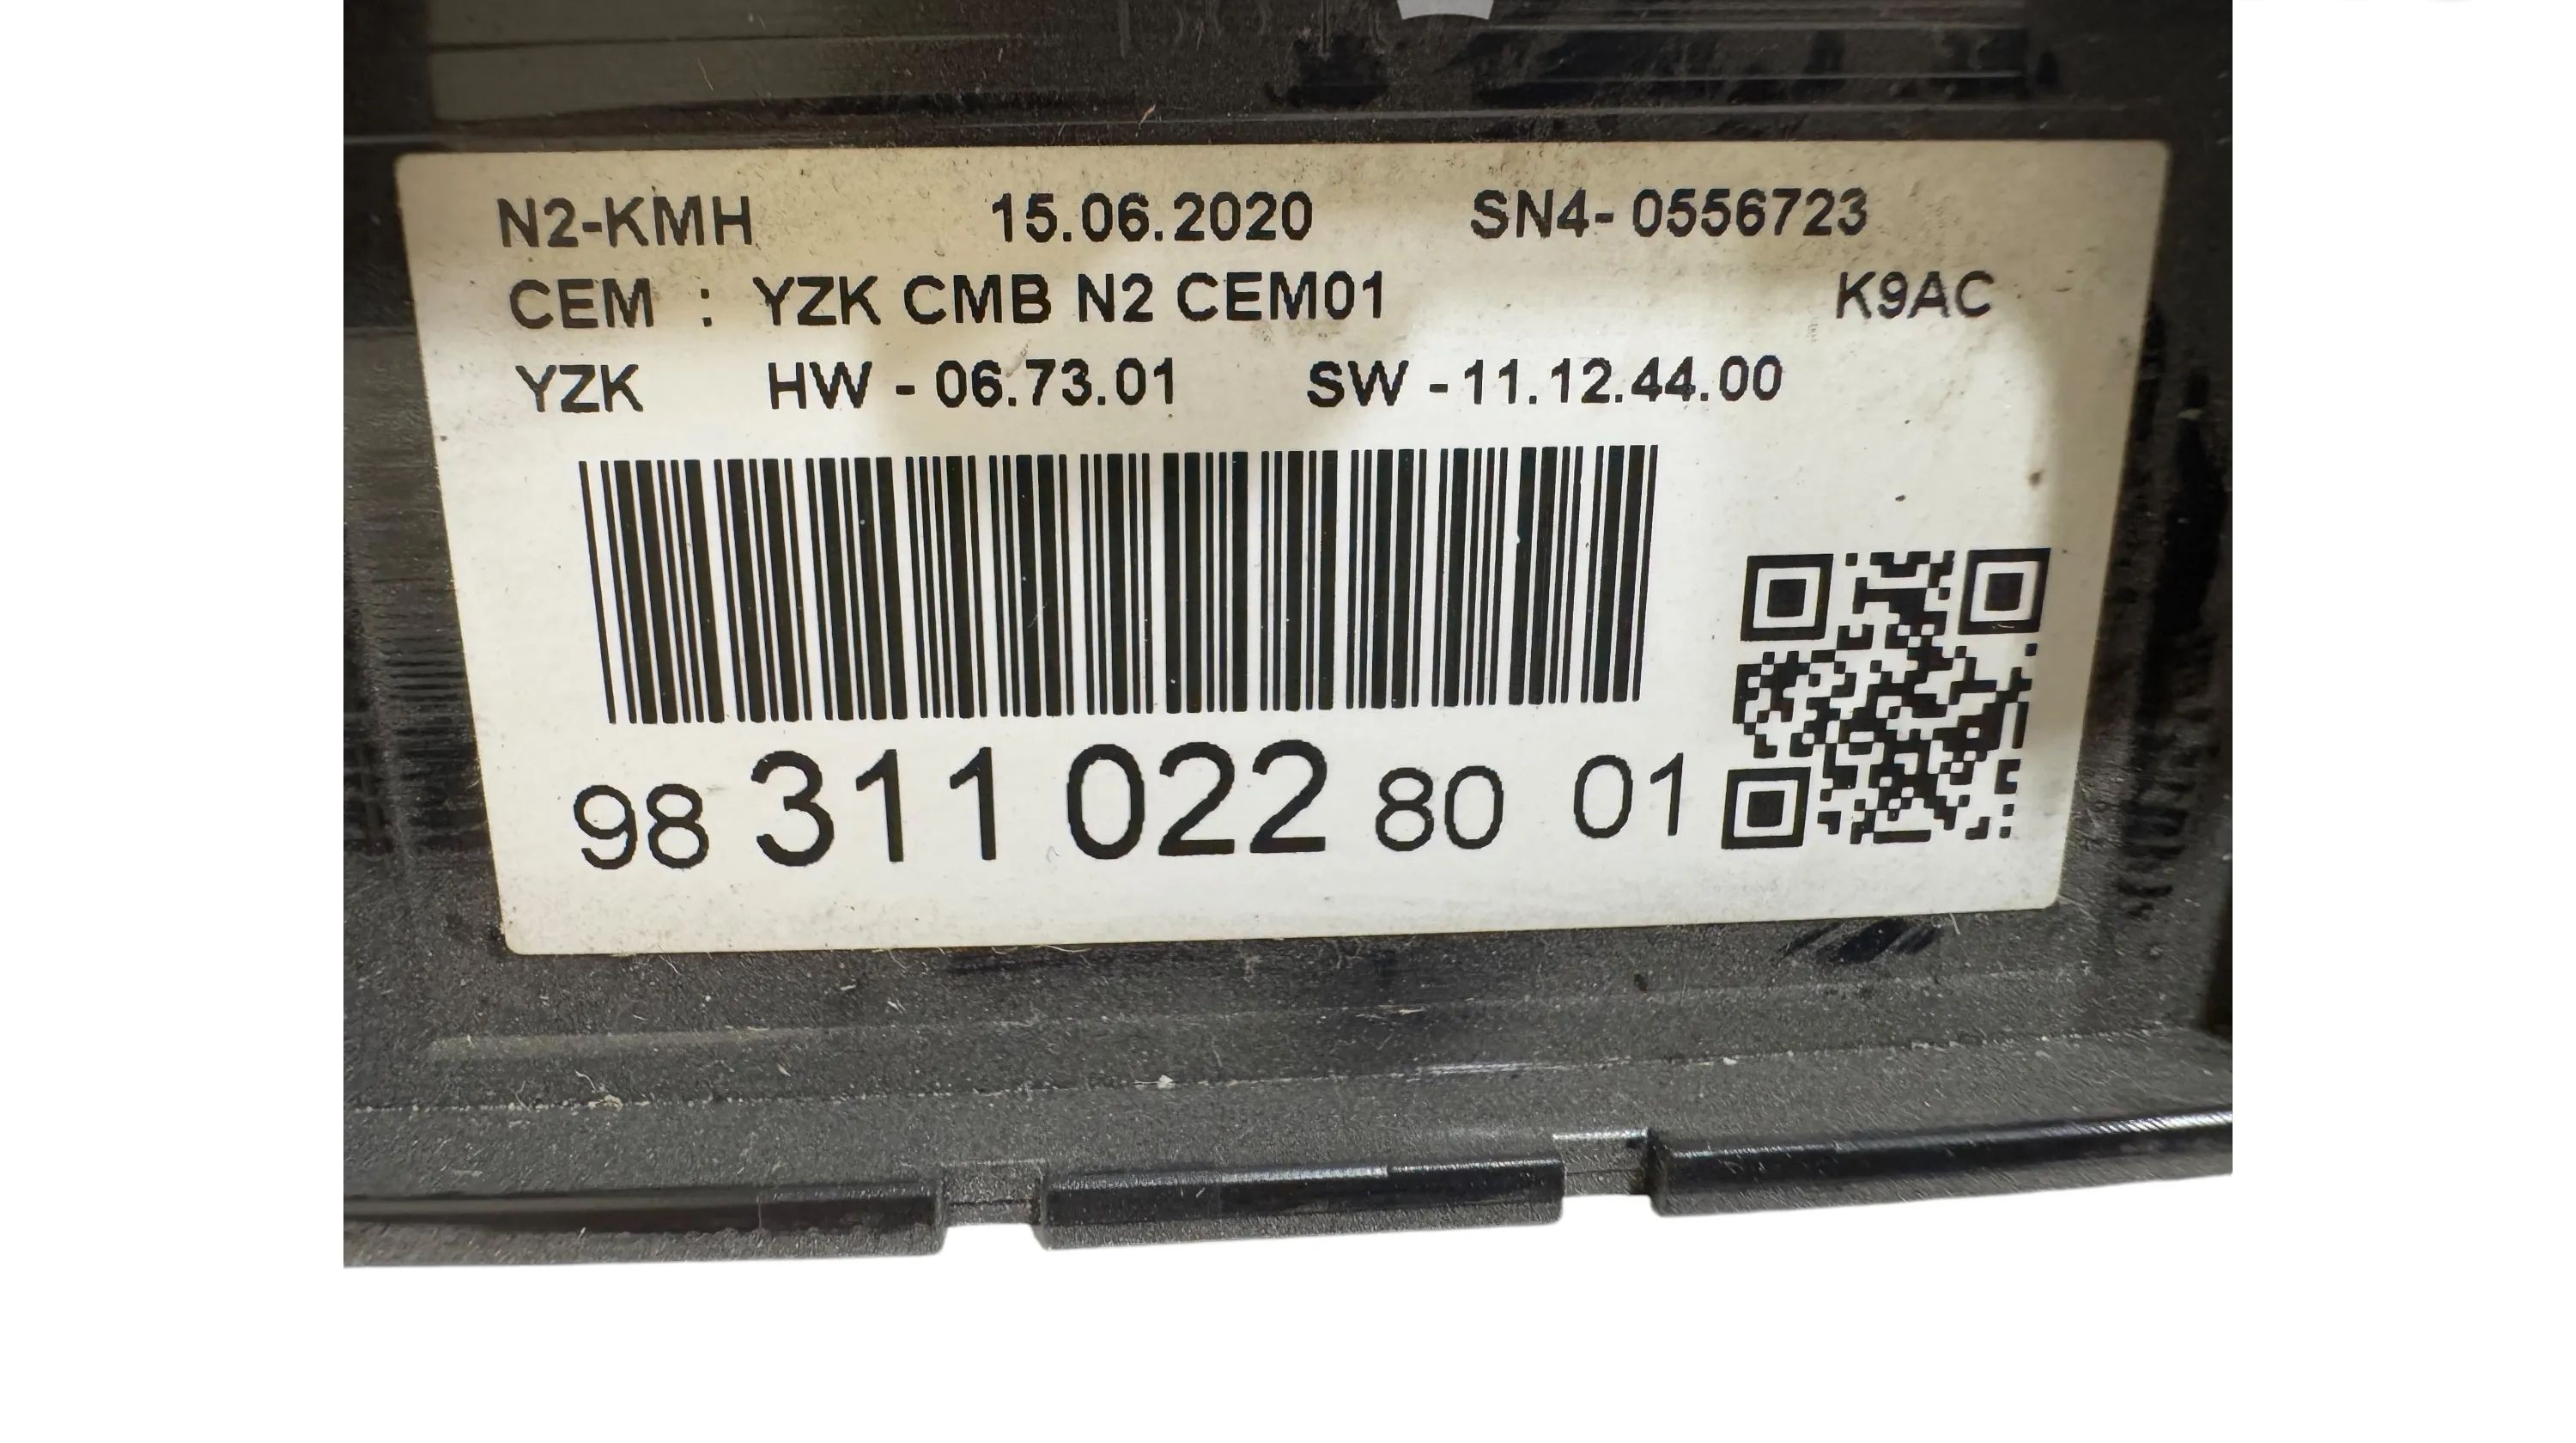 N2-KMH 15.06.2020 SN4- 0556723
CEM : YZK CMB N2 CEM01 K9AC
YZK HW - 06.73.01 SW - 11.12.44.00
98 311 022 80 01